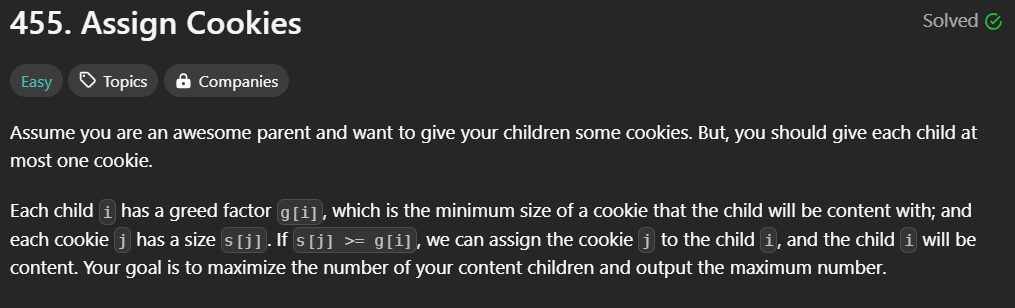 455. Assign Cookies
Solved
Easy
Topics
Companies
Assume you are an awesome parent and want to give your children some cookies. But, you should give each child at
most one cookie.
Each child i has a greed factor g[i], which is the minimum size of a cookie that the child will be content with; and
each cookie j has a size s[j]. If s[j] >= g[i], we can assign the cookie j to the child i, and the child i will be
content. Your goal is to maximize the number of your content children and output the maximum number.